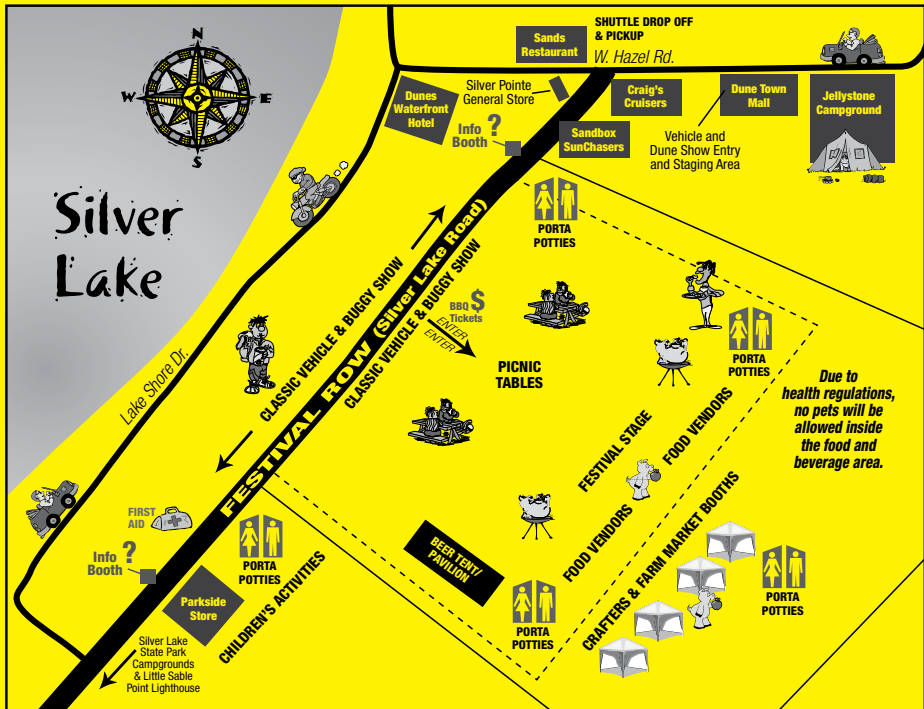 N
W
E
S
Silver
Lake
SHUTTLE DROP OFF
& PICKUP
W. Hazel Rd.
Sands
Restaurant
Silver Pointe
General Store
Dunes
Waterfront
Hotel
Craig's
Cruisers
Dune Town
Mall
Jellystone
Campground
Info ?
Booth
Sandbox
SunChasers
Vehicle and
Dune Show Entry
and Staging Area
PORTA
POTTIES
Lake Shore Dr.
CLASSIC VEHICLE & BUGGY SHOW
FESTIVAL ROW (Silver Lake Road)
CLASSIC VEHICLE & BUGGY SHOW
BBQ $
Tickets
ENTER
ENTER
PICNIC
TABLES
PORTA
POTTIES
Due to
health regulations,
no pets will be
allowed inside
the food and
beverage area.
FESTIVAL STAGE
FOOD VENDORS
FOOD VENDORS
CRAFTERS & FARM MARKET BOOTHS
FIRST
AID
Info ?
Booth
PORTA
POTTIES
BEER TENT/
PAVILION
PORTA
POTTIES
PORTA
POTTIES
Parkside
Store
CHILDREN'S ACTIVITIES
Silver Lake
State Park
Campgrounds
& Little Sable
Point Lighthouse